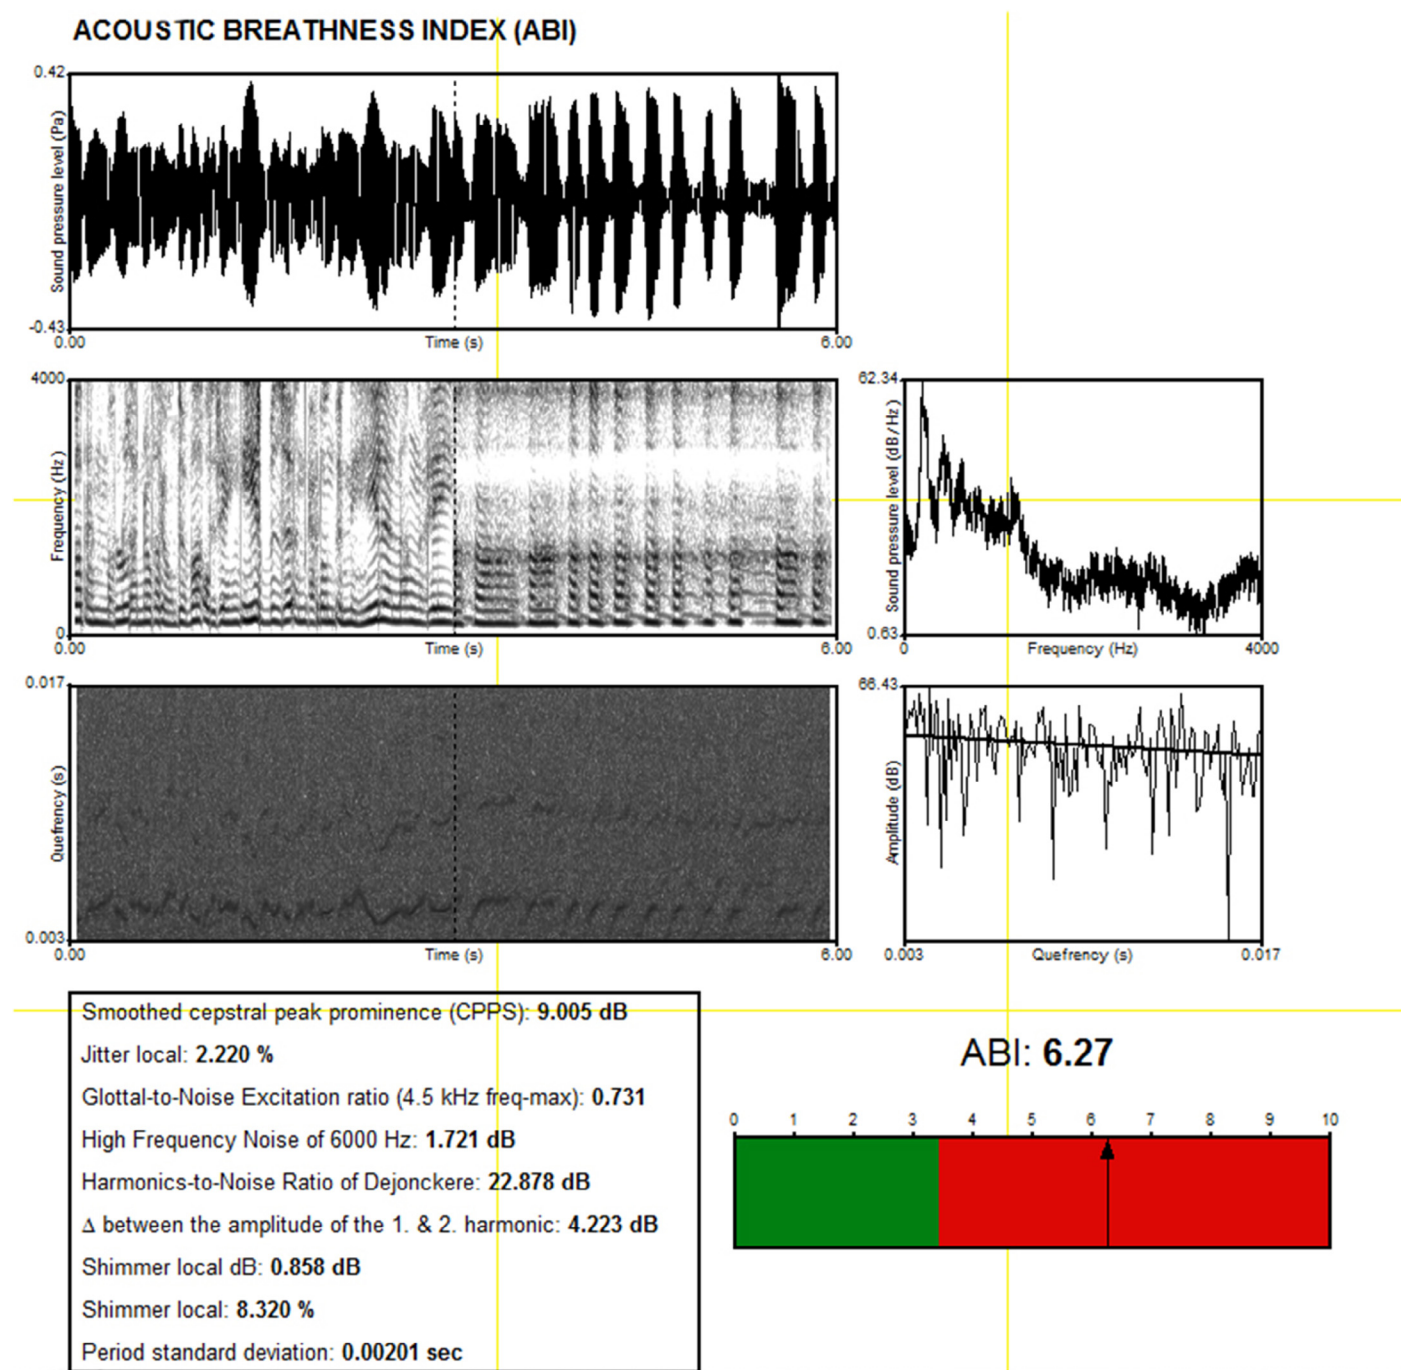 ACOUSTIC BREATHNESS INDEX (ABI)
0.42
Sound pressure level (Pa)
-0.43
0.00
Time (s)
6.00
4000
Frequency (Hz)
0
0.00
Time (s)
6.00
62.34
Sound pressure level (dB/Hz)
0.63
0
Frequency (Hz)
4000
0.017
Quefrency (s)
0.003
0.00
Time (s)
6.00
66.43
Amplitude (dB)
0.003
Quefrency (s)
0.017
Smoothed cepstral peak prominence (CPPS): 9.005 dB
Jitter local: 2.220 %
Glottal-to-Noise Excitation ratio (4.5 kHz freq-max): 0.731
High Frequency Noise of 6000 Hz: 1.721 dB
Harmonics-to-Noise Ratio of Dejonckere: 22.878 dB
Δ between the amplitude of the 1. & 2. harmonic: 4.223 dB
Shimmer local dB: 0.858 dB
Shimmer local: 8.320 %
Period standard deviation: 0.00201 sec
ABI: 6.27
0 1 2 3 4 5 6 7 8 9 10